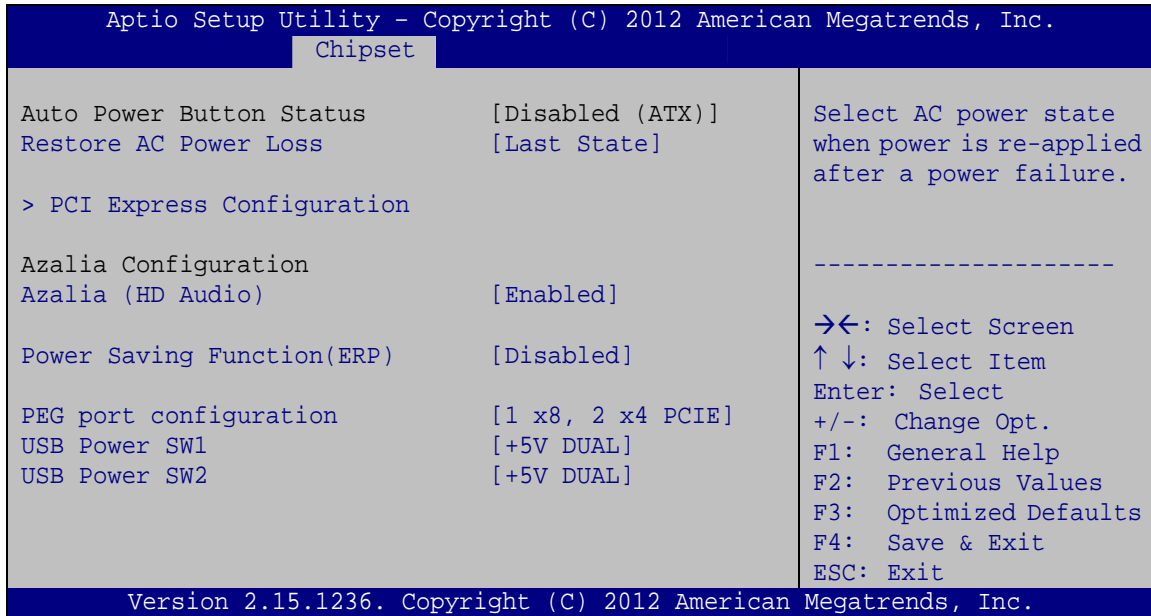 Aptio Setup Utility – Copyright (C) 2012 American Megatrends, Inc.
Chipset
Auto Power Button Status [Disabled (ATX)]
Restore AC Power Loss [Last State]
> PCI Express Configuration
Azalia Configuration
Azalia (HD Audio) [Enabled]
Power Saving Function(ERP) [Disabled]
PEG port configuration [1 x8, 2 x4 PCIE]
USB Power SW1 [+5V DUAL]
USB Power SW2 [+5V DUAL]
Select AC power state
when power is re-applied
after a power failure.
---------------------
→←: Select Screen
↑ ↓: Select Item
Enter: Select
+/-: Change Opt.
F1: General Help
F2: Previous Values
F3: Optimized Defaults
F4: Save & Exit
ESC: Exit
Version 2.15.1236. Copyright (C) 2012 American Megatrends, Inc.